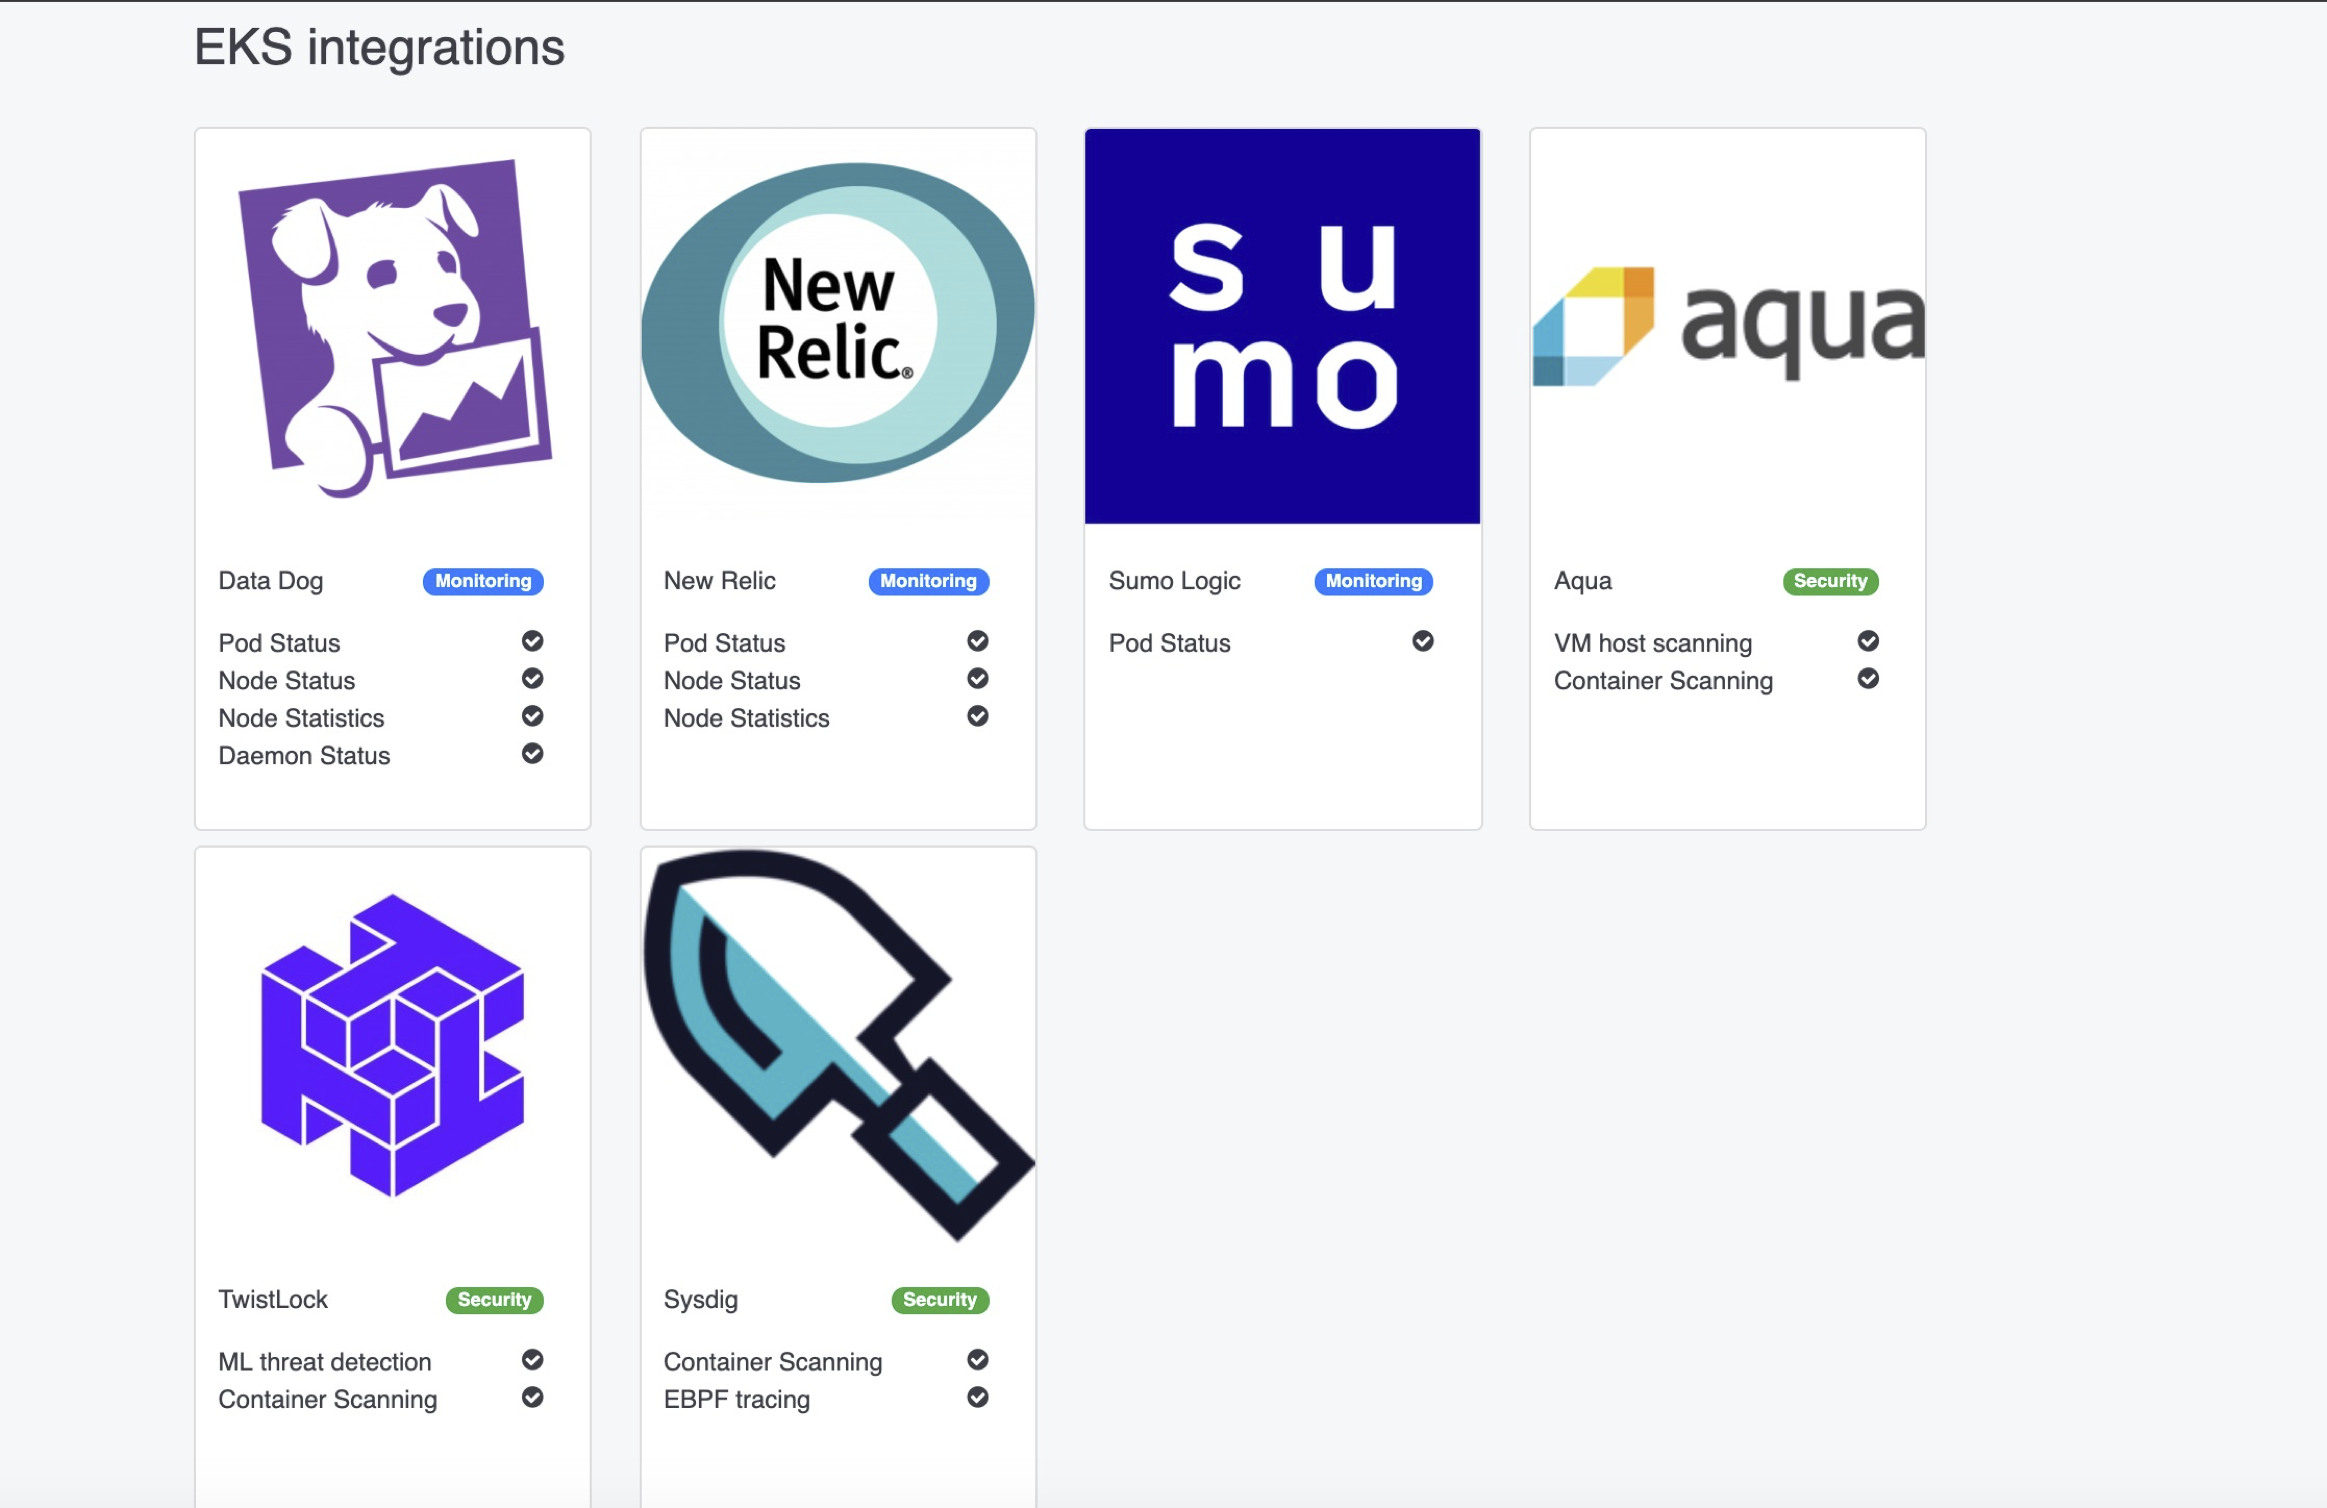 EKS integrations
New
Relic®
s u
mo
aqua
Data Dog Monitoring
Pod Status
Node Status
Node Statistics
Daemon Status
New Relic Monitoring
Pod Status
Node Status
Node Statistics
Sumo Logic Monitoring
Pod Status
Aqua Security
VM host scanning
Container Scanning
TwistLock Security
ML threat detection
Container Scanning
Sysdig Security
Container Scanning
EBPF tracing